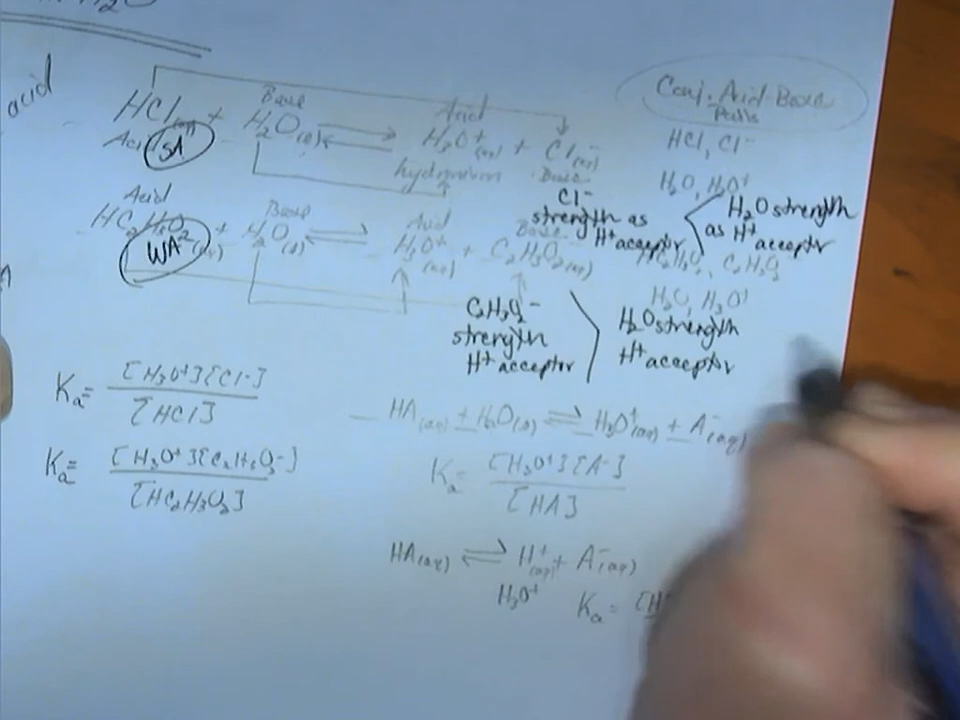 acid
Conj. Acid-Base
Pairs
Base
Acid
HCl(aq) + H2O(l) ⇌ H3O+(aq) + Cl-(aq)
Acid SA
hydronium
Base
HCl, Cl-
H2O, H3O+
Cl-
strength as
H+ acceptor
<
H2O strength
as H+
acceptor
Acid
Base
Acid
Base
HC2H3O2(aq) + H2O(l) ⇌ H3O+(aq) + C2H3O2-(aq)
WA
HC2H3O2, C2H3O2-
H2O, H3O+
C2H3O2-
strength
H+ acceptor
>
H2O strength
H+ acceptor
Ka = [H3O+][Cl-]
[HCl]
Ka = [H3O+][C2H3O2-]
[HC2H3O2]
HA(aq) + H2O(l) ⇌ H3O+(aq) + A-(aq)
Ka = [H3O+][A-]
[HA]
HA(aq) ⇌ H+(aq) + A-(aq)
H3O+
Ka = [H